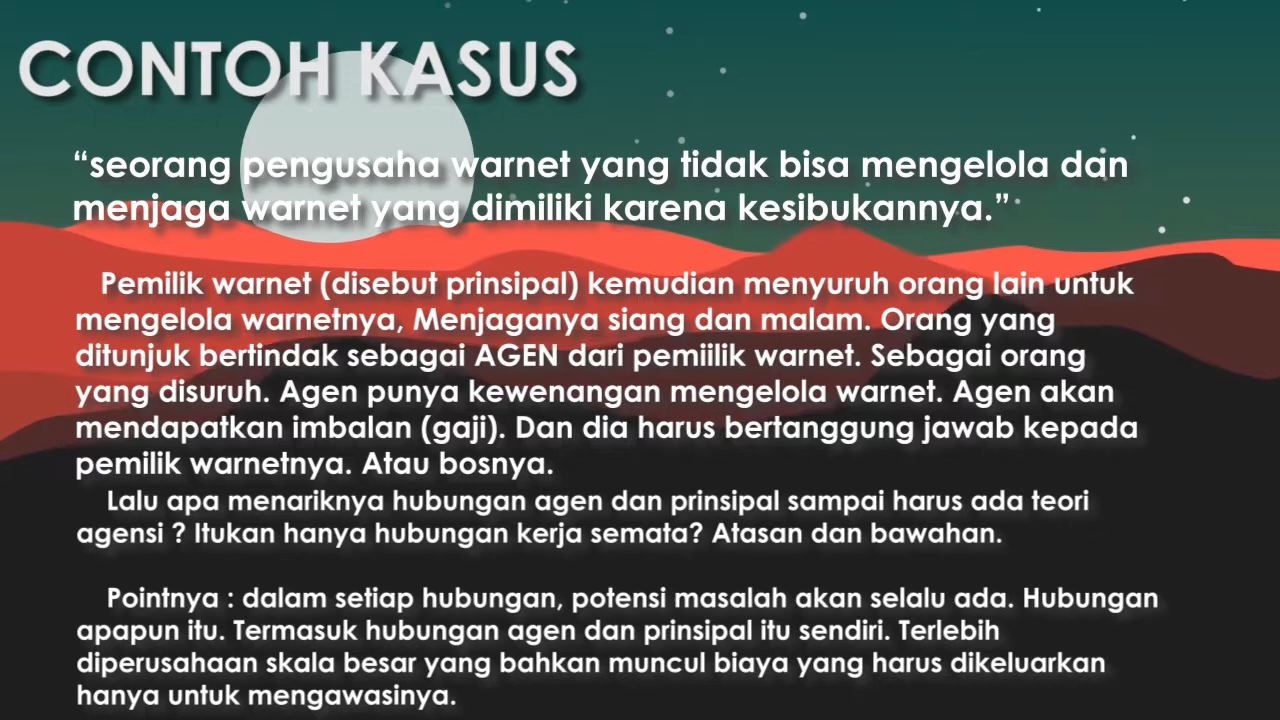 CONTOH KASUS
“seorang pengusaha warnet yang tidak bisa mengelola dan
menjaga warnet yang dimiliki karena kesibukannya.”
Pemilik warnet (disebut prinsipal) kemudian menyuruh orang lain untuk
mengelola warnetnya, Menjaganya siang dan malam. Orang yang
ditunjuk bertindak sebagai AGEN dari pemiilik warnet. Sebagai orang
yang disuruh. Agen punya kewenangan mengelola warnet. Agen akan
mendapatkan imbalan (gaji). Dan dia harus bertanggung jawab kepada
pemilik warnetnya. Atau bosnya.
Lalu apa menariknya hubungan agen dan prinsipal sampai harus ada teori
agensi ? Itukan hanya hubungan kerja semata? Atasan dan bawahan.
Pointnya : dalam setiap hubungan, potensi masalah akan selalu ada. Hubungan
apapun itu. Termasuk hubungan agen dan prinsipal itu sendiri. Terlebih
diperusahaan skala besar yang bahkan muncul biaya yang harus dikeluarkan
hanya untuk mengawasinya.